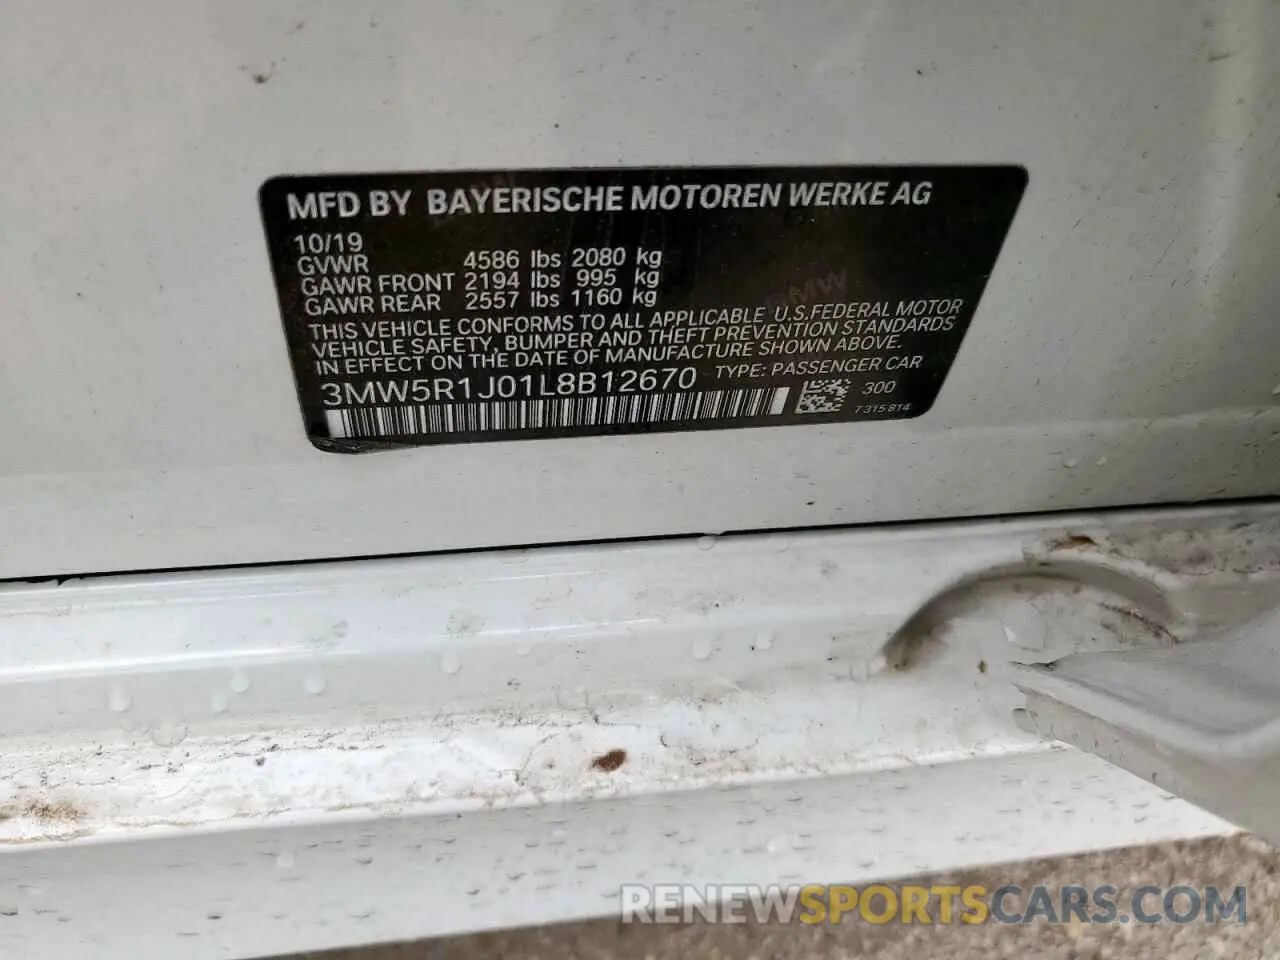 MFD BY BAYERISCHE MOTOREN WERKE AG
10/19
GVWR 4586 lbs 2080 kg
GAWR FRONT 2194 lbs 995 kg
GAWR REAR 2557 lbs 1160 kg
THIS VEHICLE CONFORMS TO ALL APPLICABLE U.S.FEDERAL MOTOR
VEHICLE SAFETY, BUMPER AND THEFT PREVENTION STANDARDS
IN EFFECT ON THE DATE OF MANUFACTURE SHOWN ABOVE.
3MW5R1J01L8B12670 TYPE: PASSENGER CAR
300
7315814
BMW
RENEWSPORTSCARS.COM